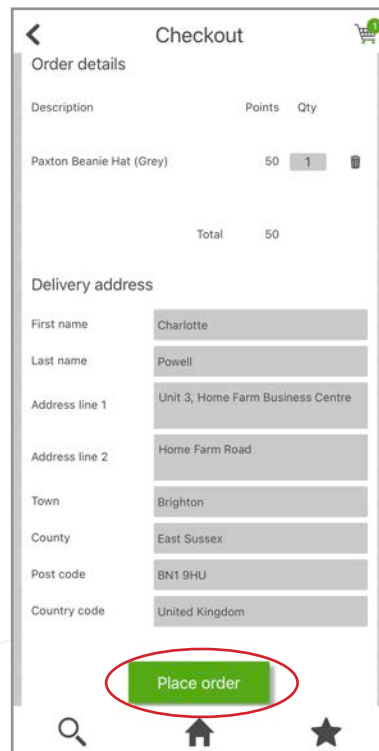 Checkout
1
Order details
Description Points Qty
Paxton Beanie Hat (Grey) 50 1
Total 50
Delivery address
First name Charlotte
Last name Powell
Address line 1 Unit 3, Home Farm Business Centre
Address line 2 Home Farm Road
Town Brighton
County East Sussex
Post code BN1 9HU
Country code United Kingdom
Place order